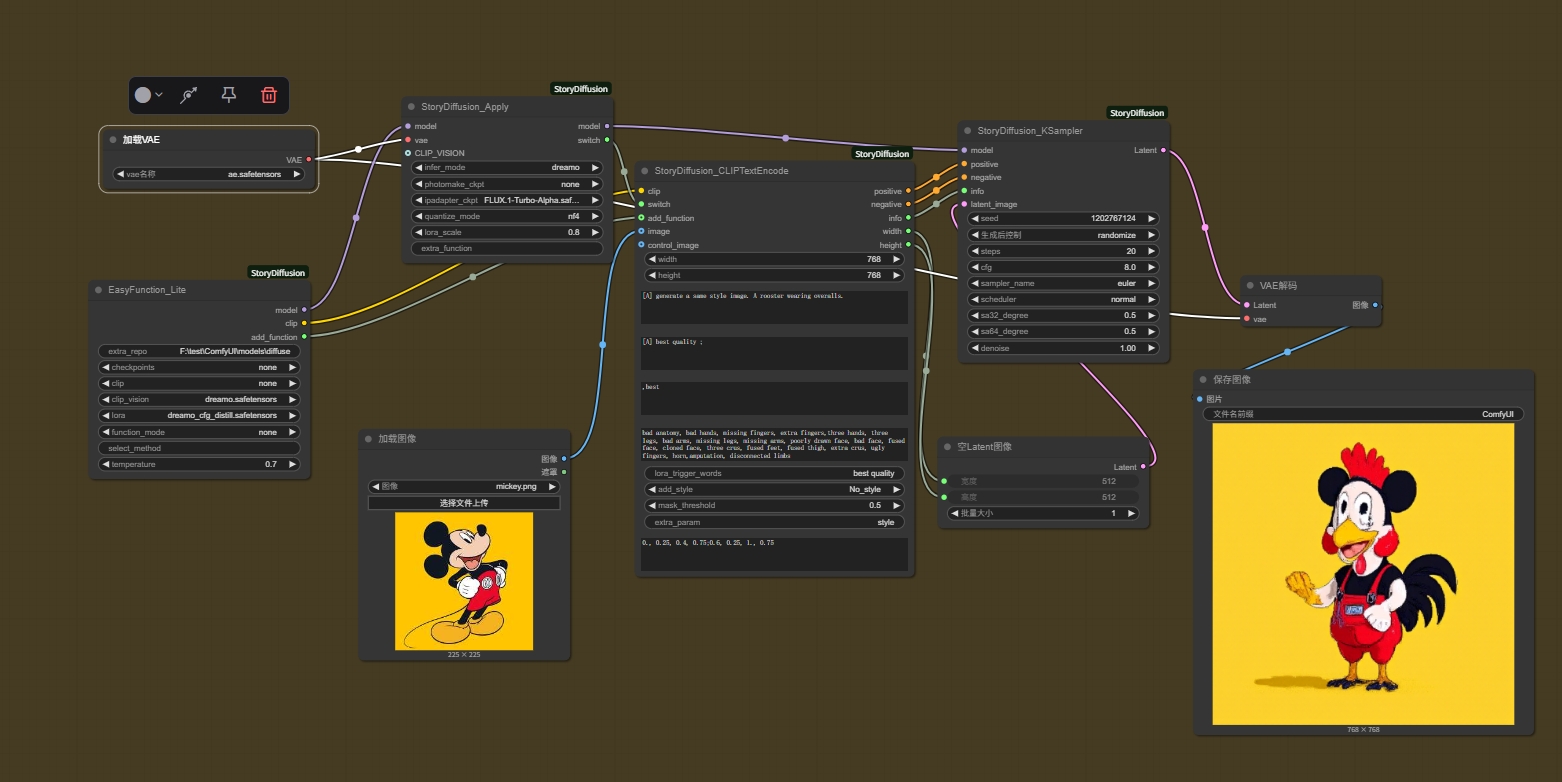 加载VAE
VAE
vae名称 ae.safetensors
StoryDiffusion
StoryDiffusion_Apply
model model
vae switch
CLIP_VISION
infer_mode dreamo
photomake_ckpt none
ipadapter_ckpt FLUX.1-Turbo-Alpha.saf...
quantize_mode nf4
lora_scale 0.8
extra_function
StoryDiffusion
EasyFunction_Lite
model
clip
add_function
extra_repo F:\test\ComfyUI\models\diffuse
checkpoints none
clip none
clip_vision dreamo.safetensors
lora dreamo_cfg_distill.safetensors
function_mode none
select_method
temperature 0.7
加载图像
图像
遮罩
图像 mickey.png
选择文件上传
225 × 225
StoryDiffusion
StoryDiffusion_CLIPTextEncode
clip positive
switch negative
add_function info
image width
control_image height
width 768
height 768
[A] generate a same style image. A rooster wearing overalls.
[A] best quality ;
,best
bad anatomy, bad hands, missing fingers, extra fingers,three hands, three
legs, bad arms, missing legs, missing arms, poorly drawn face, bad face, fused
face, cloned face, three crus, fused feet, fused thigh, extra crus, ugly
fingers, horn,amputation, disconnected limbs
lora_trigger_words best quality
add_style No_style
mask_threshold 0.5
extra_param style
0., 0.25, 0.4, 0.75;0.6, 0.25, 1., 0.75
StoryDiffusion
StoryDiffusion_KSampler
model Latent
positive
negative
info
latent_image
seed 1202767124
生成后控制 randomize
steps 20
cfg 8.0
sampler_name euler
scheduler normal
sa32_degree 0.5
sa64_degree 0.5
denoise 1.00
空Latent图像
Latent
宽度 512
高度 512
批量大小 1
VAE解码
Latent 图像
vae
保存图像
图片
文件名前缀 ComfyUI
768 × 768